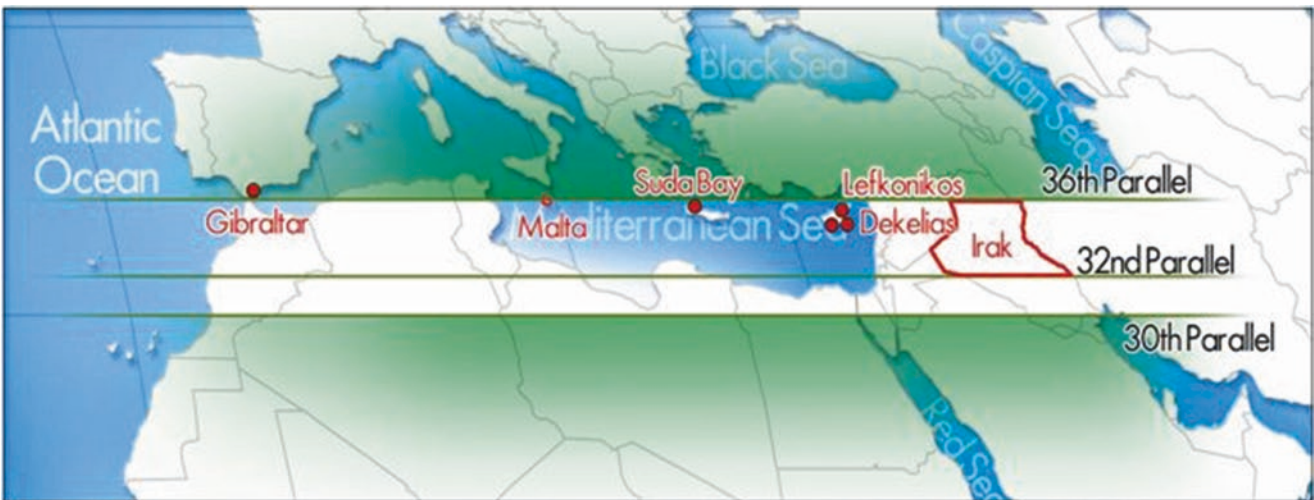 Black Sea
Caspian Sea
Atlantic
Ocean
36th Parallel
Suda Bay
Lefkonikos
Gibraltar
Malta
Mediterranean Sea
Dekelias
Irak
32nd Parallel
30th Parallel
Red Sea